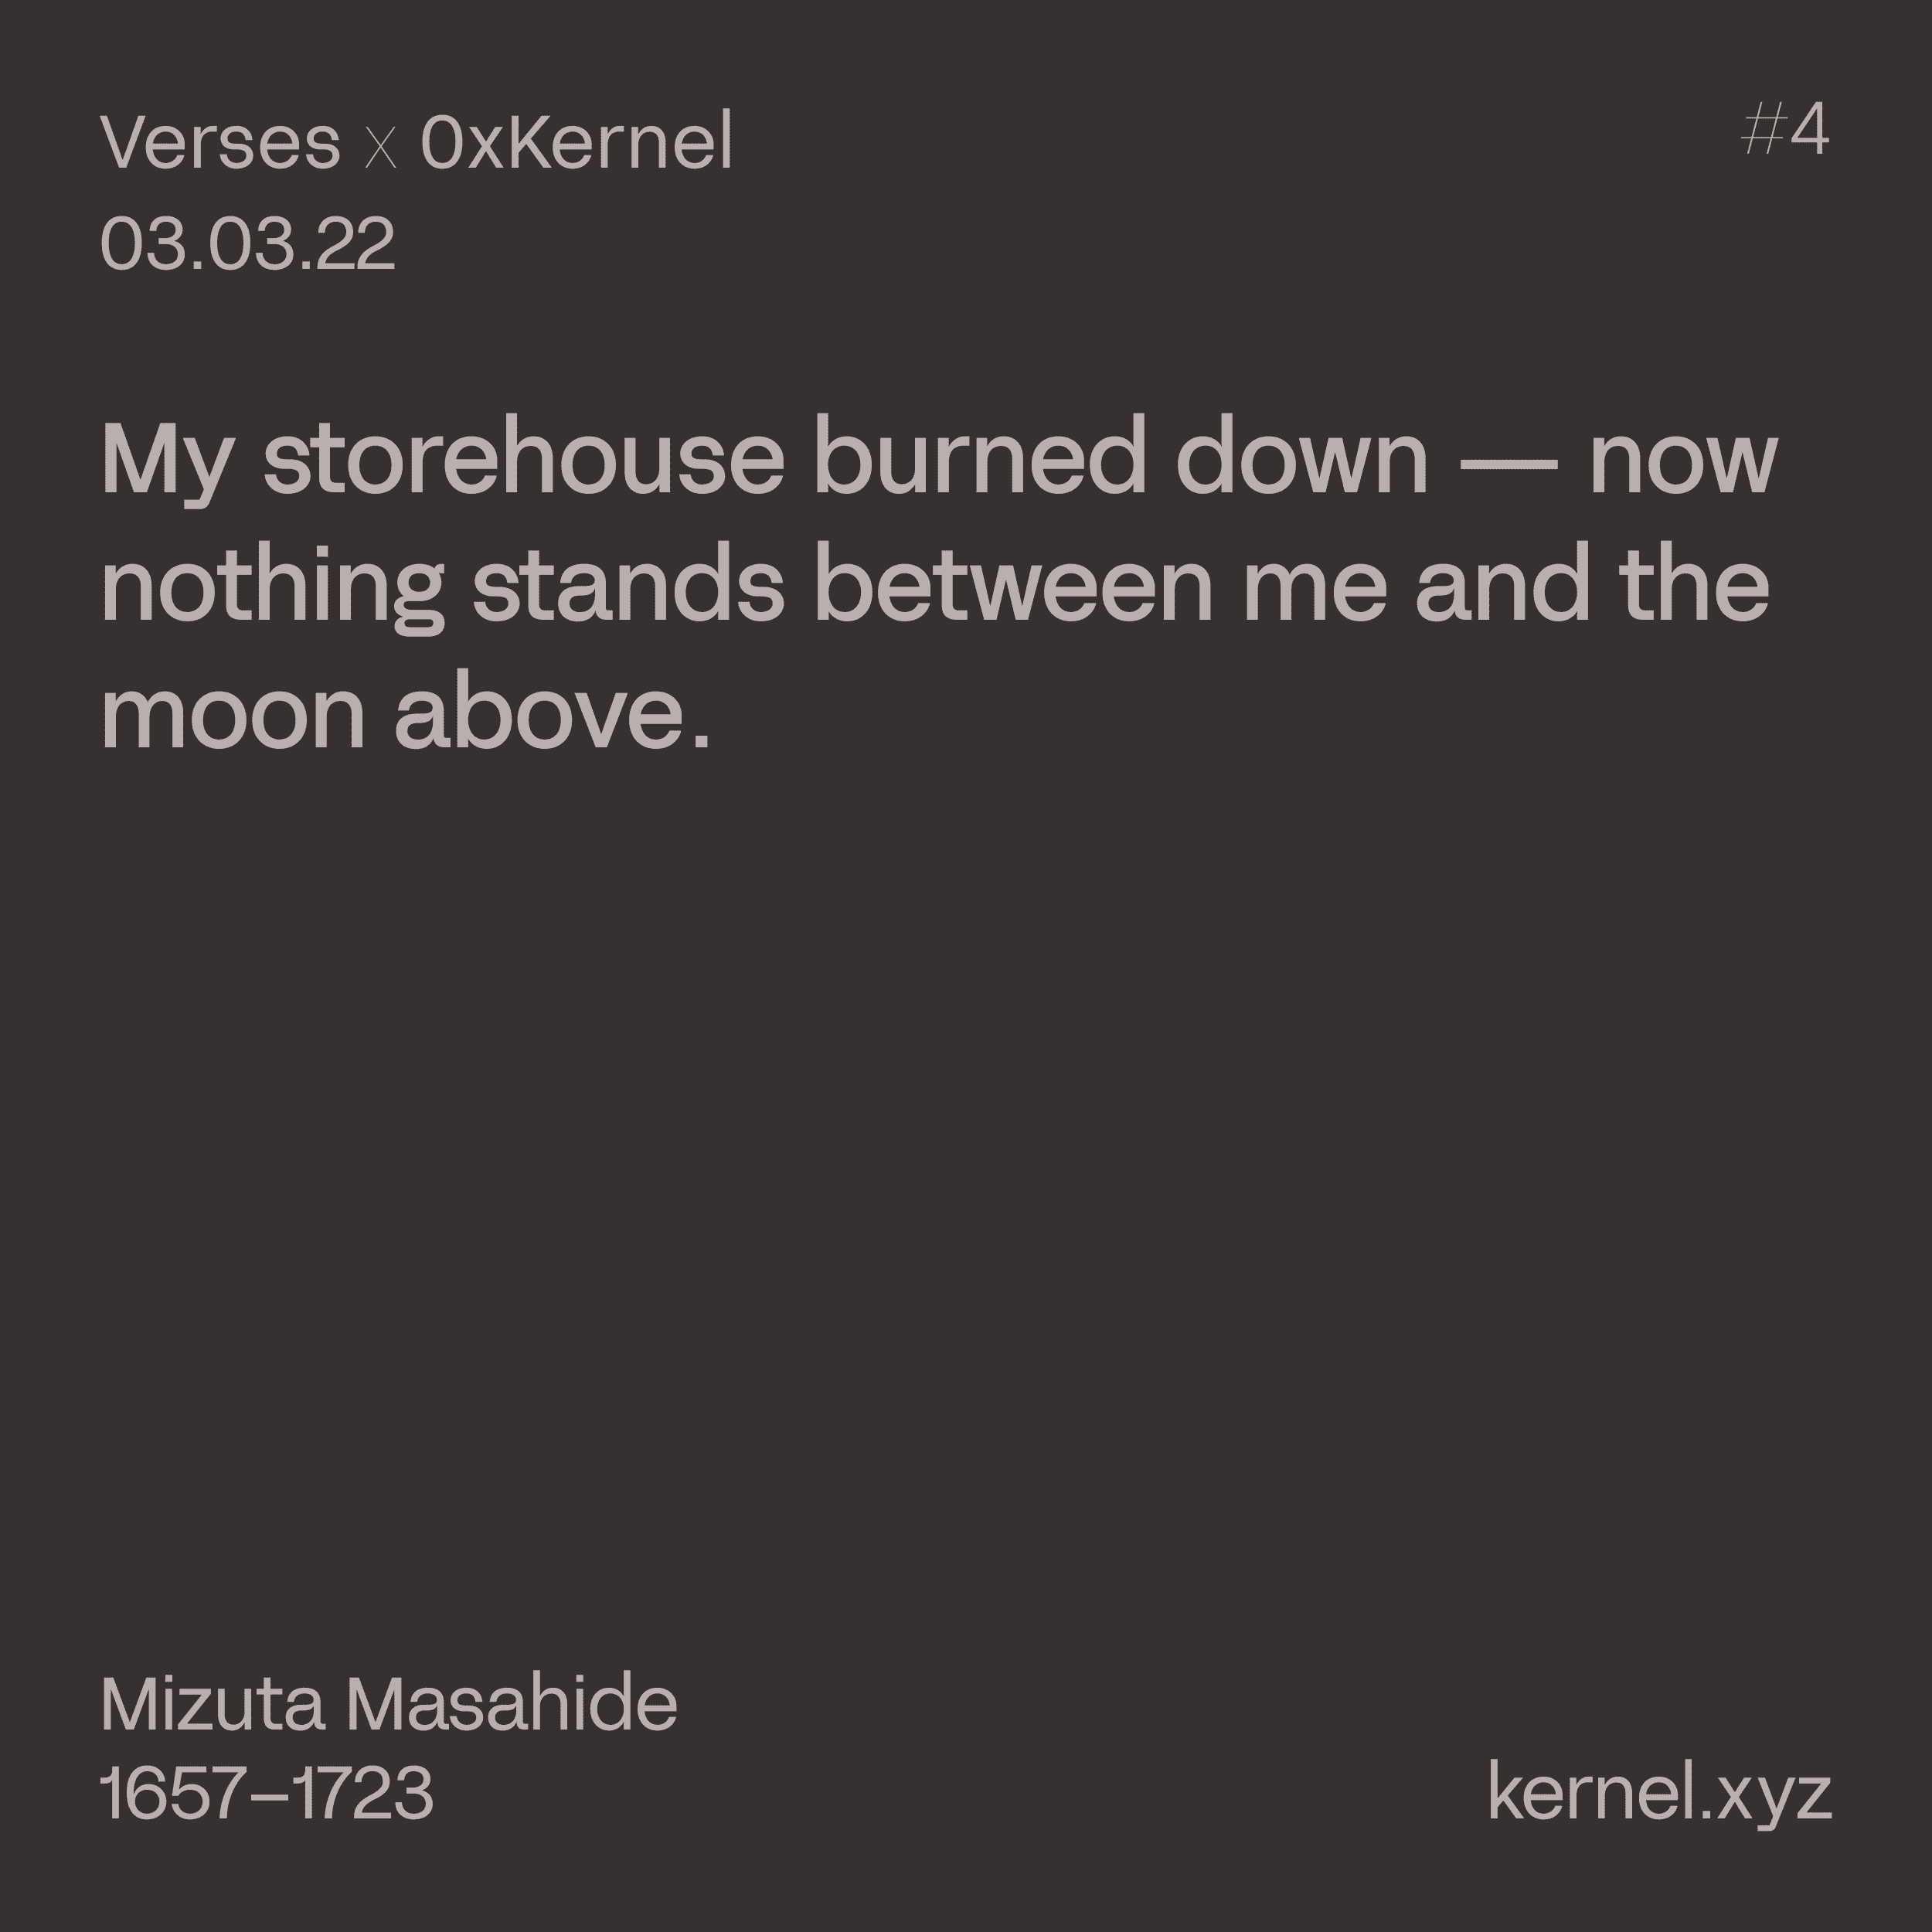 Verses x 0xKernel
#4
03.03.22
My storehouse burned down — now
nothing stands between me and the
moon above.
Mizuta Masahide
1657–1723
kernel.xyz